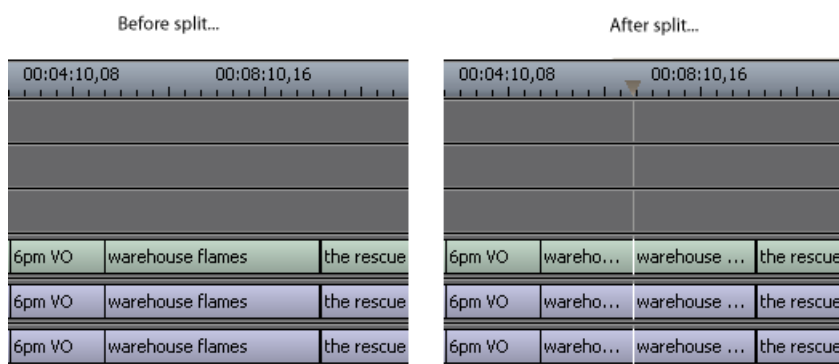 Before split...
After split...
00:04:10,08 00:08:10,16
00:04:10,08 00:08:10,16
6pm VO warehouse flames the rescue
6pm VO wareho... warehouse ... the rescue
6pm VO warehouse flames the rescue
6pm VO wareho... warehouse ... the rescue
6pm VO warehouse flames the rescue
6pm VO wareho... warehouse ... the rescue